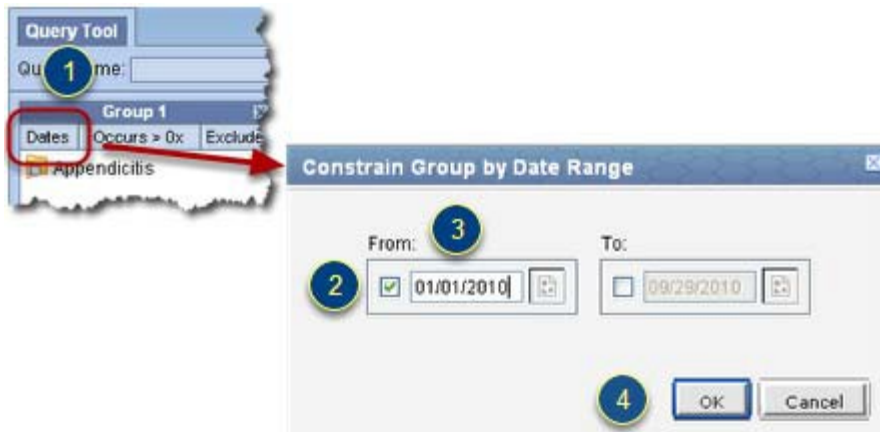 Query Tool
Qu 1 me:
Group 1
Dates Occurs > 0x Exclude
Appendicitis
Constrain Group by Date Range
From: 3 To:
2 01/01/2010 09/29/2010
4 OK Cancel